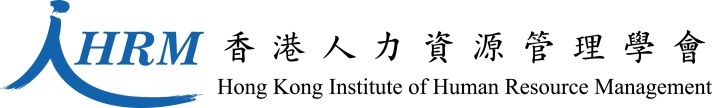 HRM 香港人力資源管理學會
Hong Kong Institute of Human Resource Management